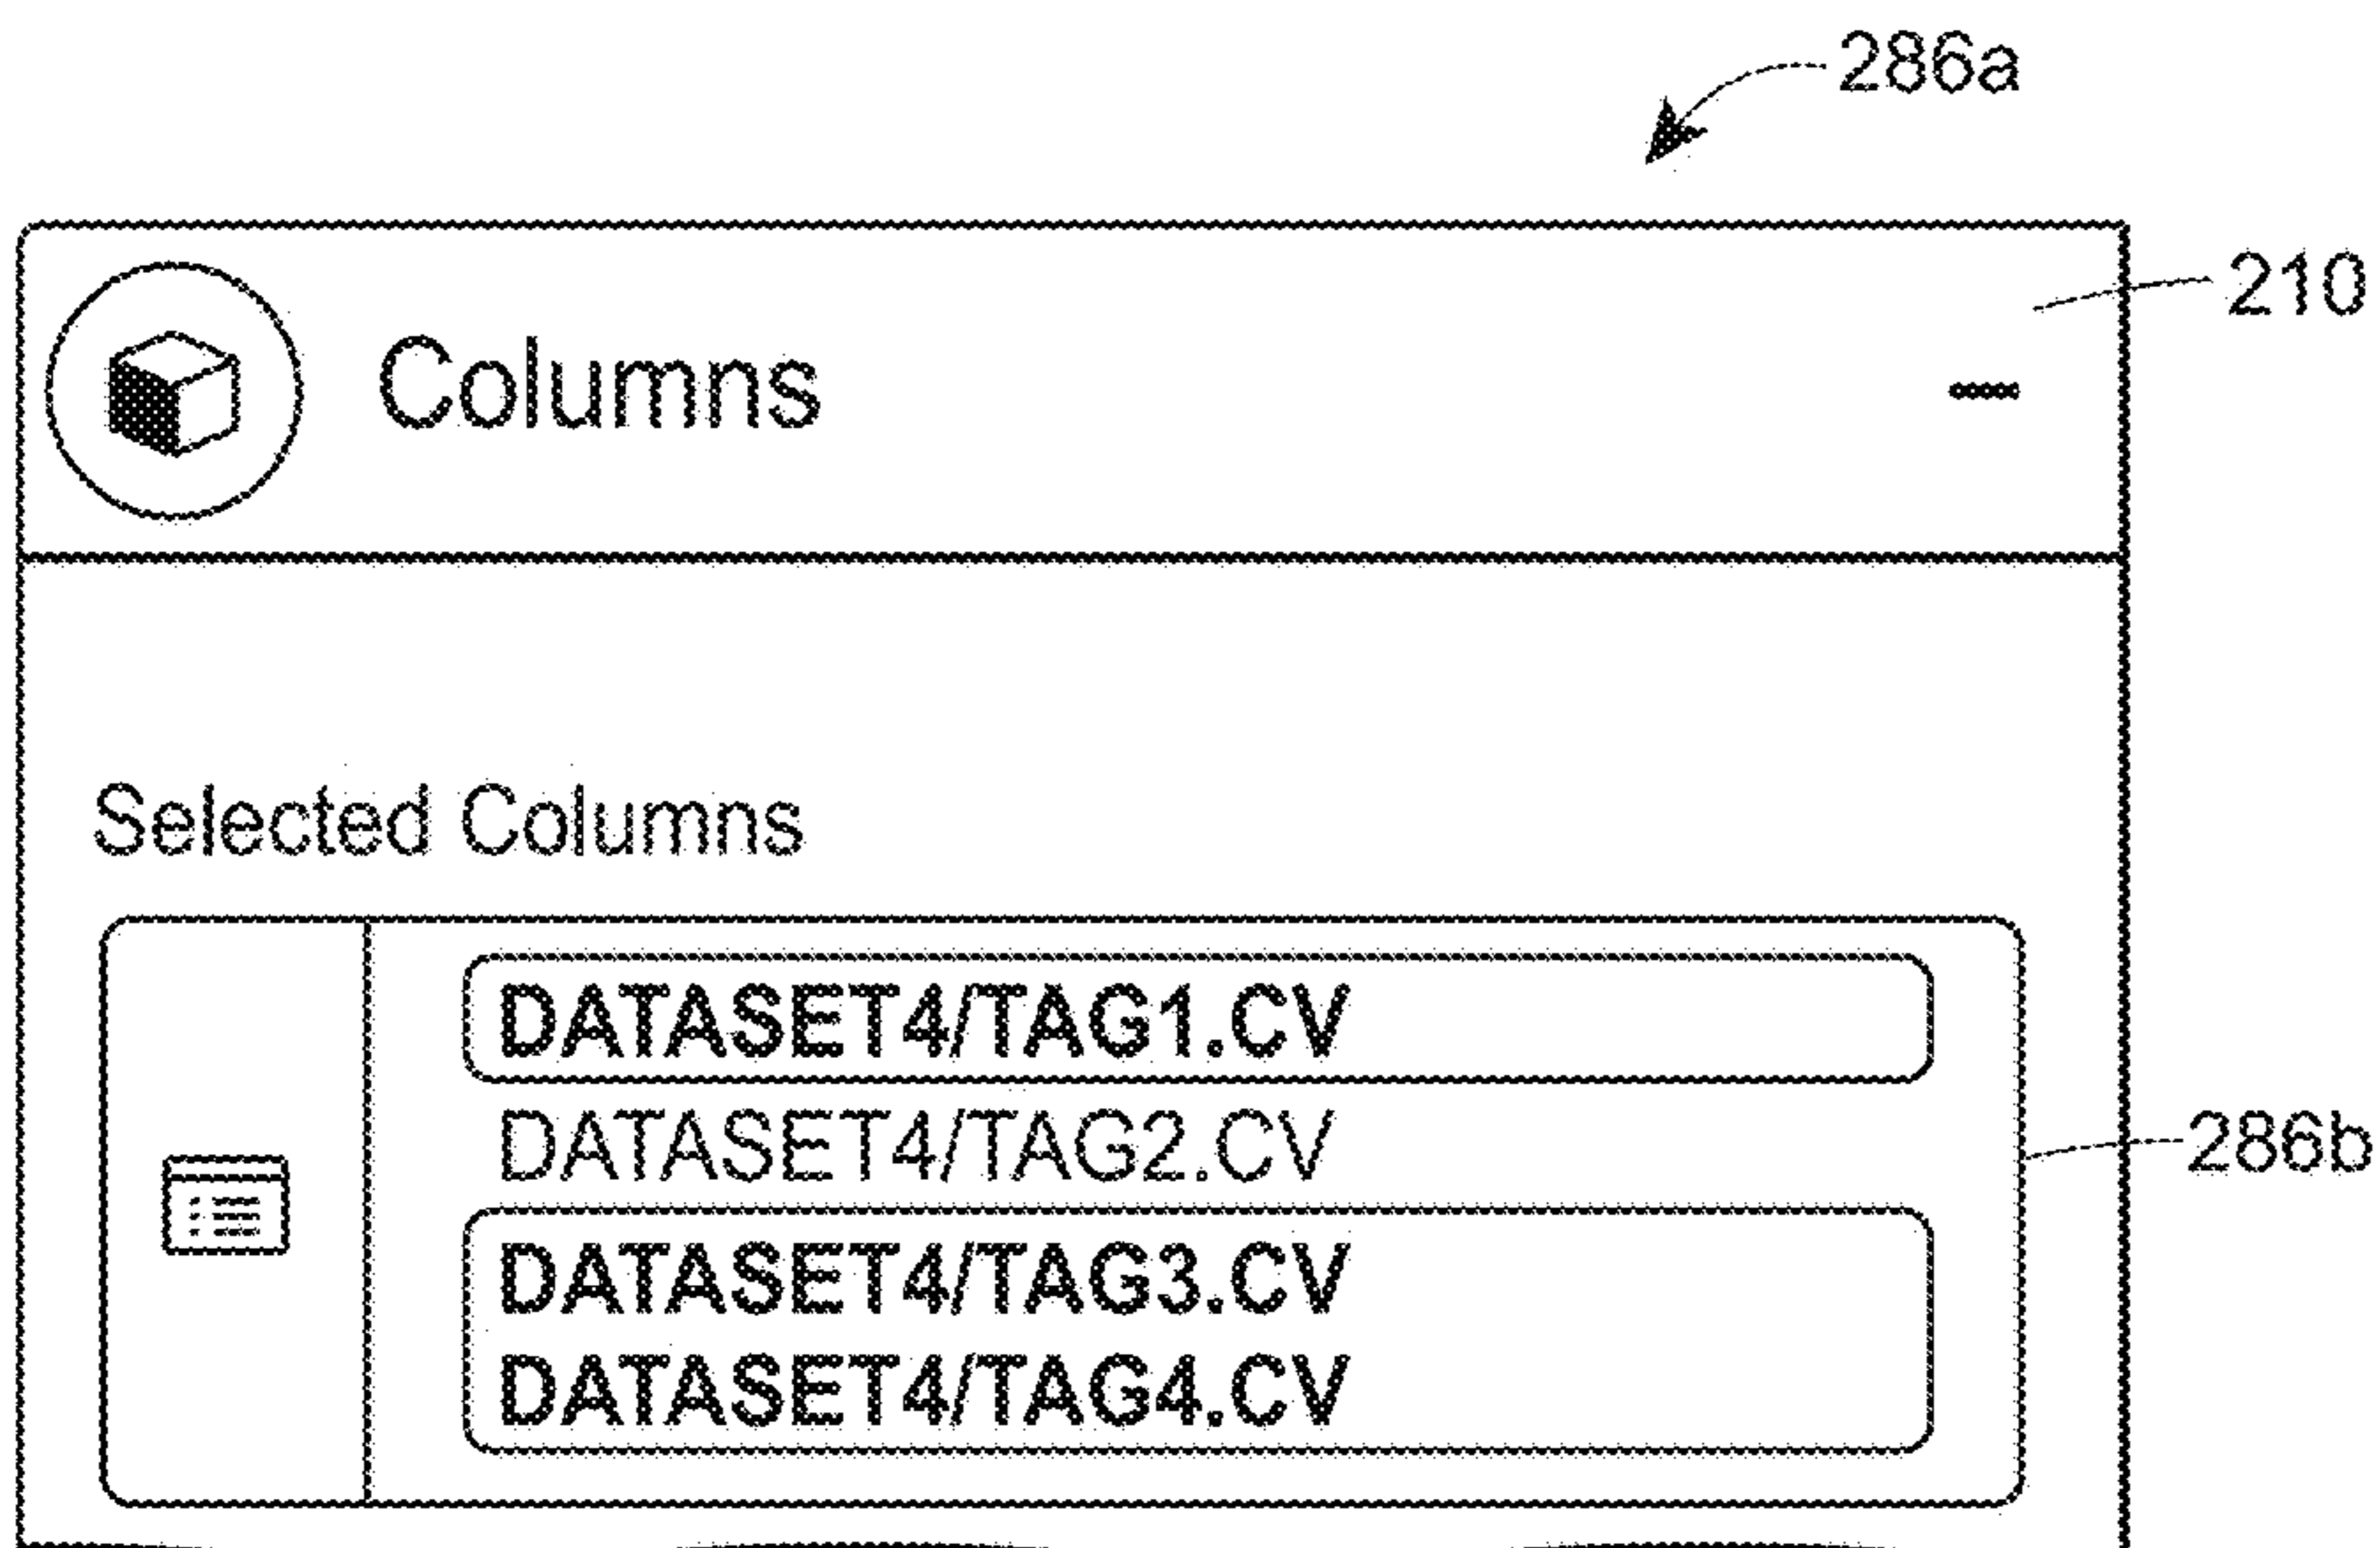 286a
210
Columns
Selected Columns
DATASET4/TAG1.CV
DATASET4/TAG2.CV
286b
DATASET4/TAG3.CV
DATASET4/TAG4.CV